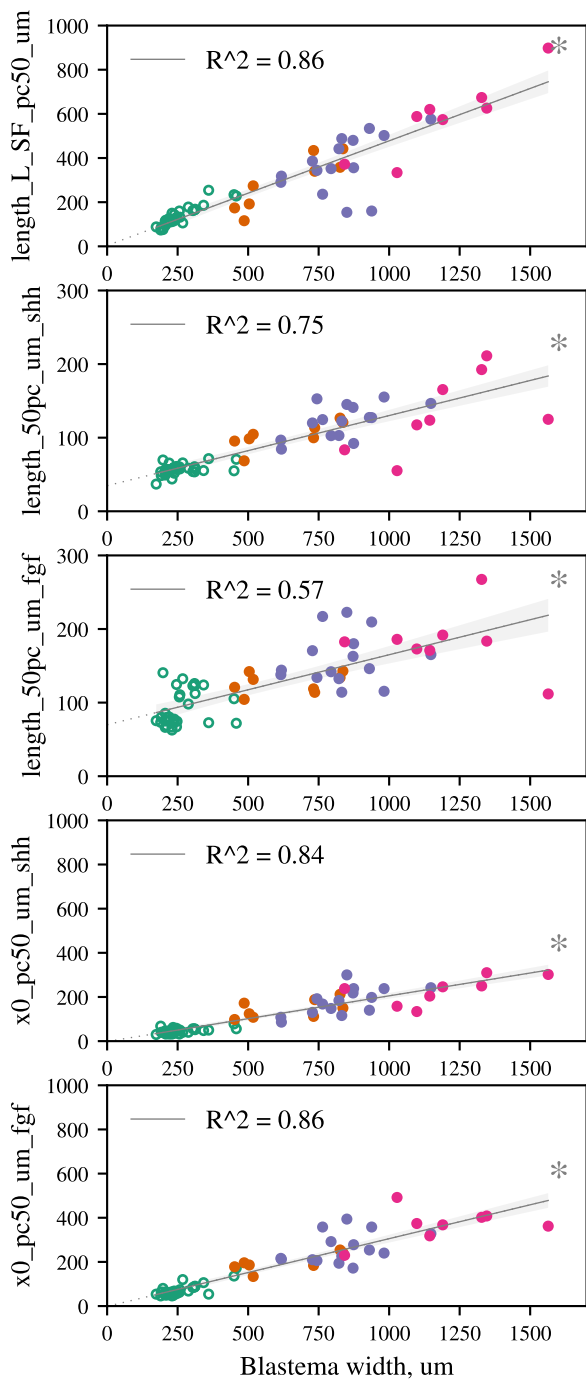 1000
800
600
400
200
0
length_L_SF_pc50_um
R^2 = 0.86
*
0 250 500 750 1000 1250 1500
300
200
100
0
length_50pc_um_shh
R^2 = 0.75
*
0 250 500 750 1000 1250 1500
300
200
100
0
length_50pc_um_fgf
R^2 = 0.57
*
0 250 500 750 1000 1250 1500
1000
800
600
400
200
0
x0_pc50_um_shh
R^2 = 0.84
*
0 250 500 750 1000 1250 1500
1000
800
600
400
200
0
x0_pc50_um_fgf
R^2 = 0.86
*
0 250 500 750 1000 1250 1500
Blastema width, um